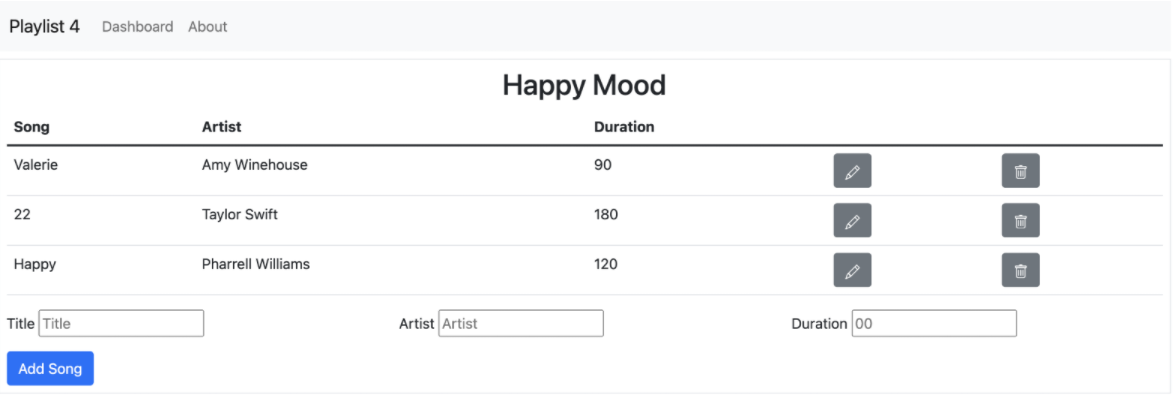 Playlist 4 Dashboard About
Happy Mood
Song Artist Duration
Valerie Amy Winehouse 90
22 Taylor Swift 180
Happy Pharrell Williams 120
Title Title Artist Artist Duration 00
Add Song